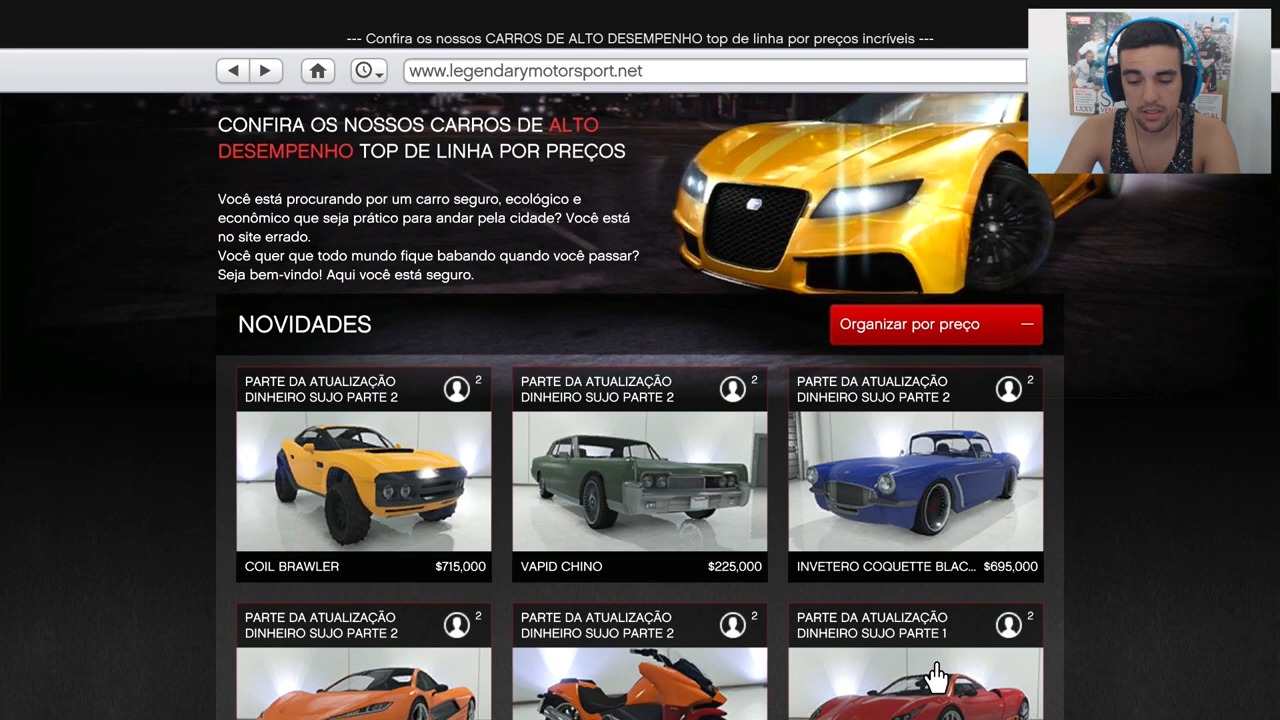 --- Confira os nossos CARROS DE ALTO DESEMPENHO top de linha por preços incríveis ---
www.legendarymotorsport.net
CONFIRA OS NOSSOS CARROS DE ALTO
DESEMPENHO TOP DE LINHA POR PREÇOS
Você está procurando por um carro seguro, ecológico e
econômico que seja prático para andar pela cidade? Você está
no site errado.
Você quer que todo mundo fique babando quando você passar?
Seja bem-vindo! Aqui você está seguro.
NOVIDADES
Organizar por preço
PARTE DA ATUALIZAÇÃO 2
DINHEIRO SUJO PARTE 2
PARTE DA ATUALIZAÇÃO 2
DINHEIRO SUJO PARTE 2
PARTE DA ATUALIZAÇÃO 2
DINHEIRO SUJO PARTE 2
COIL BRAWLER $715,000
VAPID CHINO $225,000
INVETERO COQUETTE BLAC... $695,000
PARTE DA ATUALIZAÇÃO 2
DINHEIRO SUJO PARTE 2
PARTE DA ATUALIZAÇÃO 2
DINHEIRO SUJO PARTE 2
PARTE DA ATUALIZAÇÃO 2
DINHEIRO SUJO PARTE 1